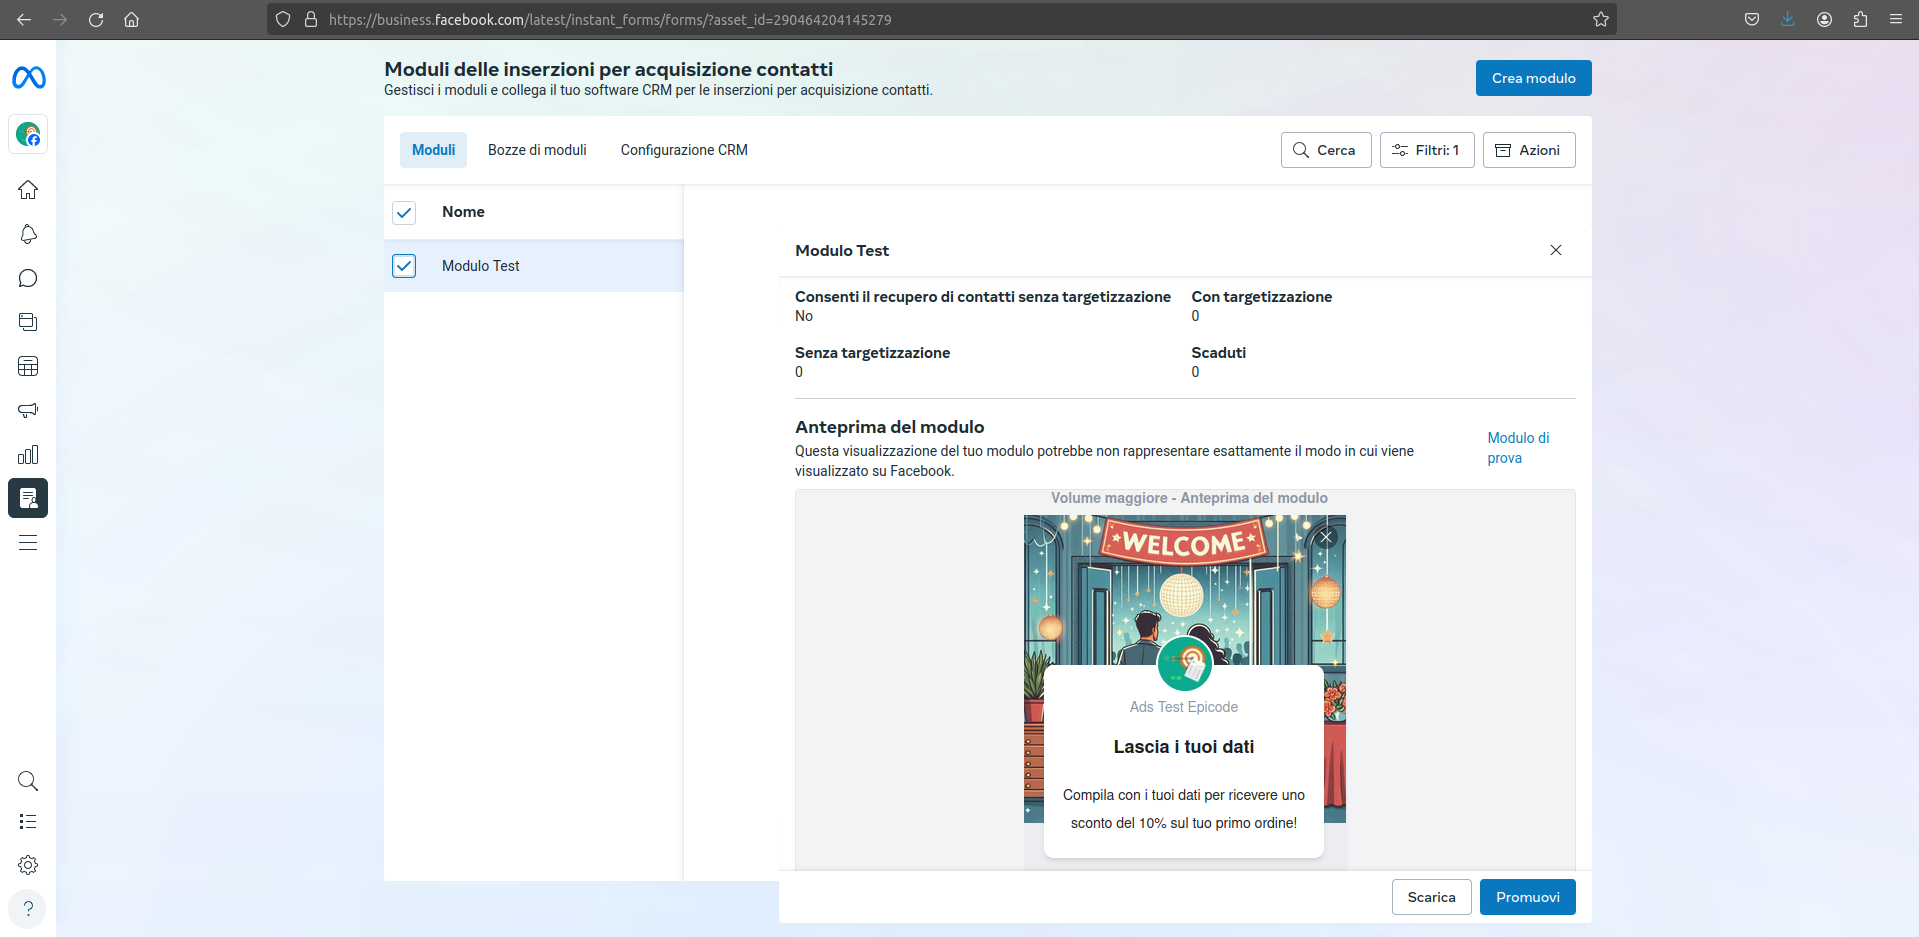 https://business.facebook.com/latest/instant_forms/forms/?asset_id=290464204145279
Moduli delle inserzioni per acquisizione contatti
Gestisci i moduli e collega il tuo software CRM per le inserzioni per acquisizione contatti.
Crea modulo
Moduli
Bozze di moduli
Configurazione CRM
Cerca
Filtri: 1
Azioni
Nome
Modulo Test
Modulo Test
Consenti il recupero di contatti senza targetizzazione
No
Con targetizzazione
0
Senza targetizzazione
0
Scaduti
0
Anteprima del modulo
Questa visualizzazione del tuo modulo potrebbe non rappresentare esattamente il modo in cui viene
visualizzato su Facebook.
Modulo di
prova
Volume maggiore - Anteprima del modulo
WELCOME
Ads Test Epicode
Lascia i tuoi dati
Compila con i tuoi dati per ricevere uno
sconto del 10% sul tuo primo ordine!
Scarica
Promuovi